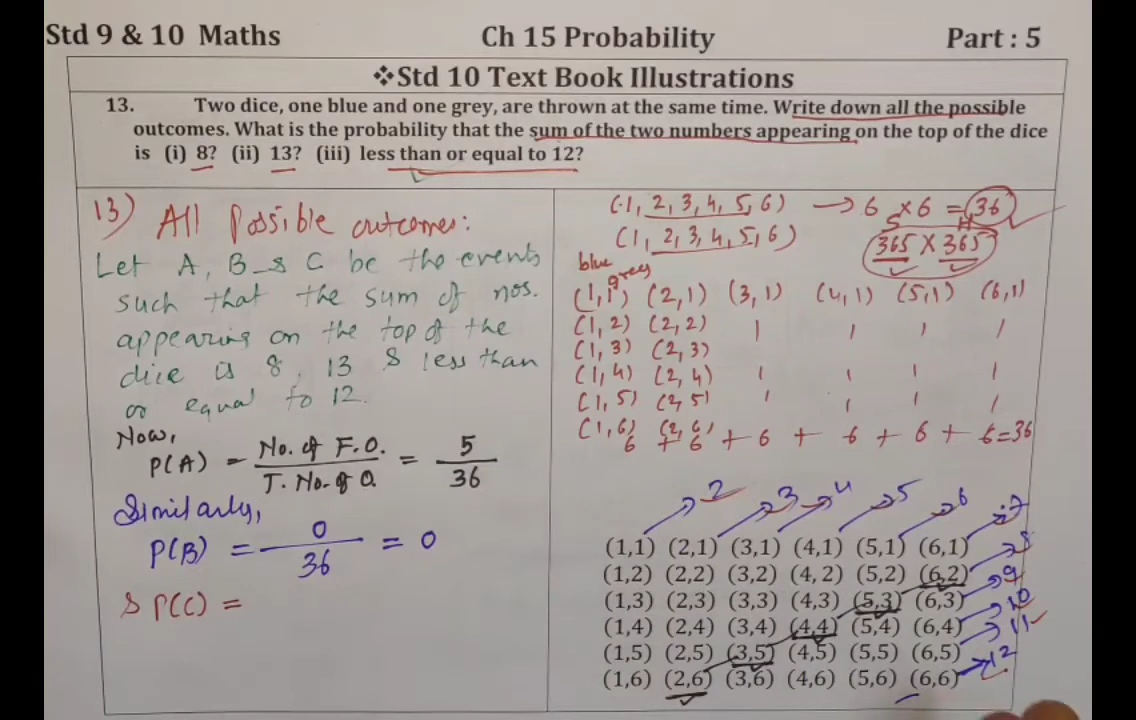 Std 9 & 10 Maths Ch 15 Probability Part : 5
❖Std 10 Text Book Illustrations
13. Two dice, one blue and one grey, are thrown at the same time. Write down all the possible
outcomes. What is the probability that the sum of the two numbers appearing on the top of the dice
is (i) 8? (ii) 13? (iii) less than or equal to 12?
13) All Possible outcomes:
Let A, B & C be the events
such that the sum of nos.
appearing on the top of the
dice is 8, 13 & less than
or equal to 12.
Now,
P(A) = No. of F.O. / T. No. of O. = 5/36
Similarly,
P(B) = 0/36 = 0
& P(C) =
(1, 2, 3, 4, 5, 6) → 6 × 6 = 36
(1, 2, 3, 4, 5, 6) 365 × 365
blue grey
(1,1) (2,1) (3,1) (4,1) (5,1) (6,1)
(1,2) (2,2)
(1,3) (2,3)
(1,4) (2,4)
(1,5) (2,5)
(1,6) (2,6)
6 + 6 + 6 + 6 + 6 + 6 = 36
2 3 4 5 6 7
(1,1) (2,1) (3,1) (4,1) (5,1) (6,1) 8
(1,2) (2,2) (3,2) (4, 2) (5,2) (6,2) 9
(1,3) (2,3) (3,3) (4,3) (5,3) (6,3) 10
(1,4) (2,4) (3,4) (4,4) (5,4) (6,4) 11
(1,5) (2,5) (3,5) (4,5) (5,5) (6,5) 12
(1,6) (2,6) (3,6) (4,6) (5,6) (6,6)